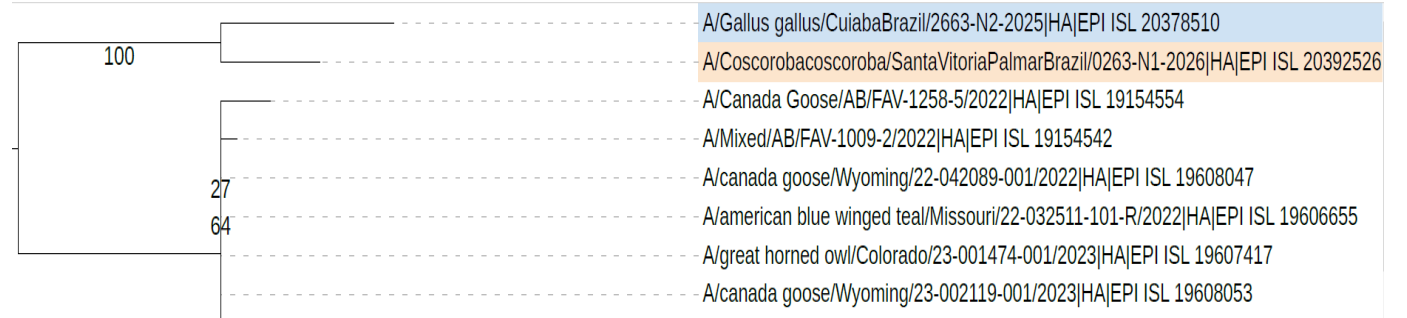 A/Gallus gallus/CuiabaBrazil/2663-N2-2025|HA|EPI ISL 20378510
100
A/Coscorobacoscoroba/SantaVitoriaPalmarBrazil/0263-N1-2026|HA|EPI ISL 20392526
A/Canada Goose/AB/FAV-1258-5/2022|HA|EPI ISL 19154554
A/Mixed/AB/FAV-1009-2/2022|HA|EPI ISL 19154542
A/canada goose/Wyoming/22-042089-001/2022|HA|EPI ISL 19608047
27
A/american blue winged teal/Missouri/22-032511-101-R/2022|HA|EPI ISL 19606655
64
A/great horned owl/Colorado/23-001474-001/2023|HA|EPI ISL 19607417
A/canada goose/Wyoming/23-002119-001/2023|HA|EPI ISL 19608053